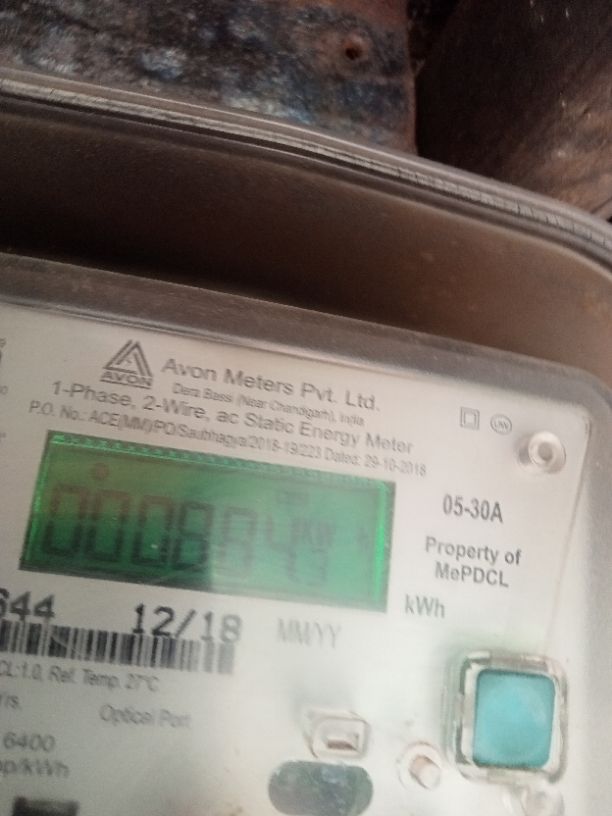 AVON
Avon Meters Pvt. Ltd.
Dera Bassi (Near Chandigarh), India
1-Phase, 2-Wire, ac Static Energy Meter
P.O. No.: ACE(MM)/PO/Saubhagya/2018-19/223 Dated: 29-10-2018
05-30A
Property of
MePDCL
kWh
644 12/18 MM/YY
CL:1.0, Ref. Temp. 27°C
Optical Port
6400